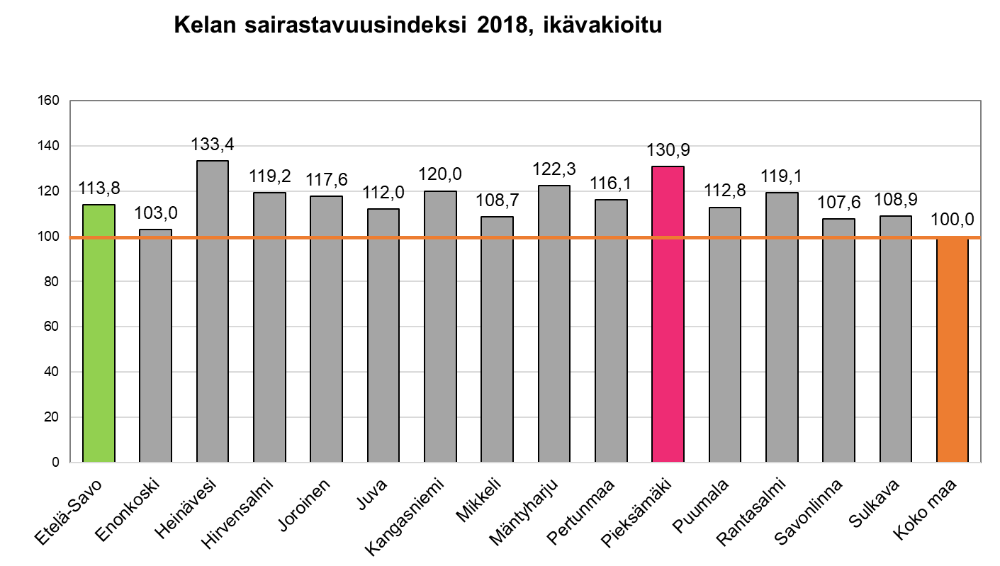 Kelan sairastavuusindeksi 2018, ikävakioitu
160
140
120
100
80
60
40
20
0
113,8
103,0
133,4
119,2
117,6
112,0
120,0
108,7
122,3
116,1
130,9
112,8
119,1
107,6
108,9
100,0
Etelä-Savo
Enonkoski
Heinävesi
Hirvensalmi
Joroinen
Juva
Kangasniemi
Mikkeli
Mäntyharju
Pertunmaa
Pieksämäki
Puumala
Rantasalmi
Savonlinna
Sulkava
Koko maa